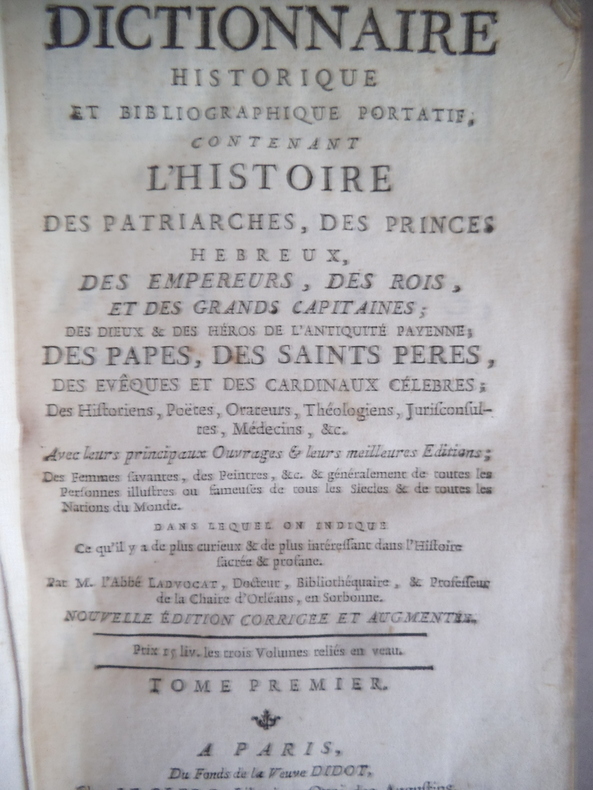 DICTIONNAIRE
HISTORIQUE
ET BIBLIOGRAPHIQUE PORTATIF;
CONTENANT
L'HISTOIRE
DES PATRIARCHES, DES PRINCES
HEBREUX,
DES EMPEREURS, DES ROIS,
ET DES GRANDS CAPITAINES;
DES DIEUX & DES HÉROS DE L'ANTIQUITÉ PAYENNE;
DES PAPES, DES SAINTS PERES,
DES EVÊQUES ET DES CARDINAUX CÉLEBRES;
Des Hiſtoriens, Poëtes, Orateurs, Théologiens, Juriſconſul-
tes, Médecins, &c.
Avec leurs principaux Ouvrages & leurs meilleures Editions;
Des Femmes ſavantes, des Peintres, &c. & généralement de toutes les
Perſonnes illuſtres ou fameuſes de tous les Siecles & de toutes les
Nations du Monde.
DANS LEQUEL ON INDIQUE
Ce qu'il y a de plus curieux & de plus intéreſſant dans l'Hiſtoire
ſacrée & profane.
Par M. l'Abbé LADVOCAT, Docteur, Bibliothéquaire, & Profeſſeur
de la Chaire d'Orléans, en Sorbonne.
NOUVELLE ÉDITION CORRIGEE ET AUGMENTÉE.
Prix 15 liv. les trois Volumes reliés en veau.
TOME PREMIER.
A PARIS,
Du Fonds de la Veuve DIDOT,